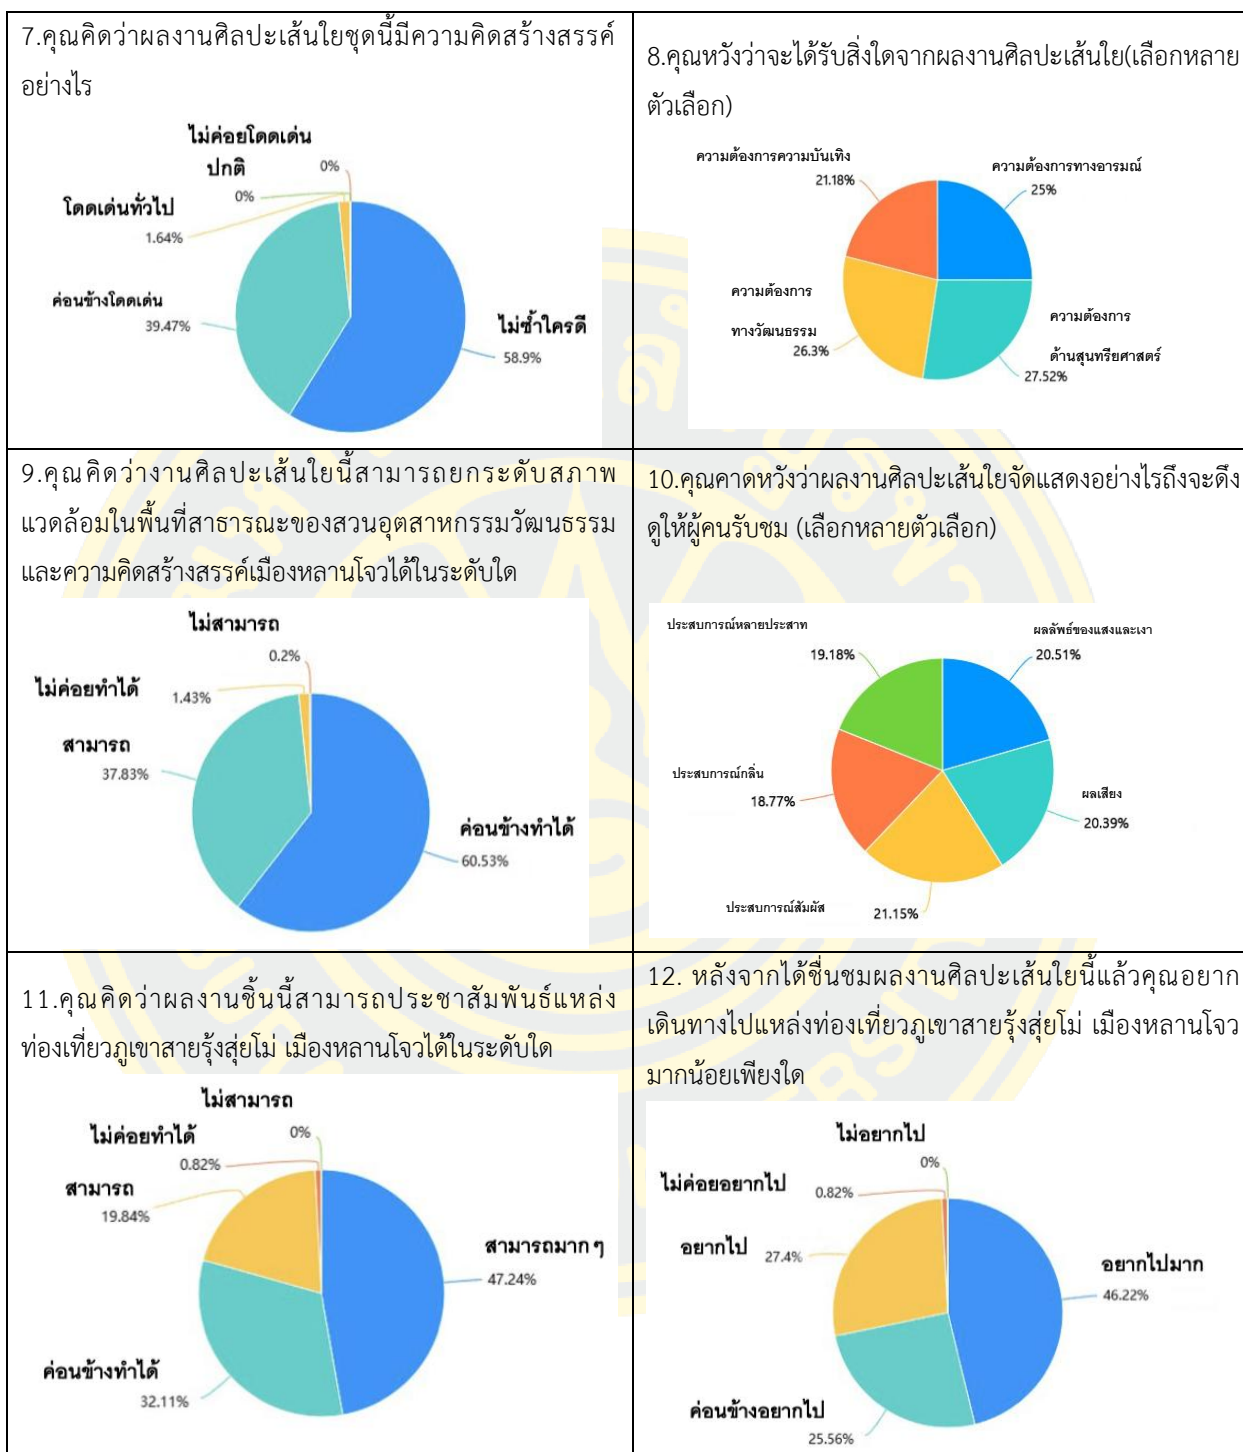 7.คุณคิดว่าผลงานศิลปะเส้นใยชุดนี้มีความคิดสร้างสรรค์
อย่างไร
ไม่ค่อยโดดเด่น
0%
ปกติ
0%
โดดเด่นทั่วไป
1.64%
ค่อนข้างโดดเด่น
39.47%
ไม่ซ้ำใครดี
58.9%
8.คุณหวังว่าจะได้รับสิ่งใดจากผลงานศิลปะเส้นใย(เลือกหลาย
ตัวเลือก)
ความต้องการความบันเทิง
21.18%
ความต้องการทางอารมณ์
25%
ความต้องการ
ทางวัฒนธรรม
26.3%
ความต้องการ
ด้านสุนทรียศาสตร์
27.52%
9.คุณคิดว่างานศิลปะเส้นใยนี้สามารถยกระดับสภาพ
แวดล้อมในพื้นที่สาธารณะของสวนอุตสาหกรรมวัฒนธรรม
และความคิดสร้างสรรค์เมืองหลานโจวได้ในระดับใด
ไม่สามารถ
0.2%
ไม่ค่อยทำได้
1.43%
สามารถ
37.83%
ค่อนข้างทำได้
60.53%
10.คุณคาดหวังว่าผลงานศิลปะเส้นใยจัดแสดงอย่างไรถึงจะดึง
ดูให้ผู้คนรับชม (เลือกหลายตัวเลือก)
ประสบการณ์หลายประสาท
19.18%
ผลลัพธ์ของแสงและเงา
20.51%
ประสบการณ์กลิ่น
18.77%
ผลเสียง
20.39%
ประสบการณ์สัมผัส
21.15%
11.คุณคิดว่าผลงานชิ้นนี้สามารถประชาสัมพันธ์แหล่ง
ท่องเที่ยวภูเขาสายรุ้งสุ่ยโม่ เมืองหลานโจวได้ในระดับใด
ไม่สามารถ
0%
ไม่ค่อยทำได้
0.82%
สามารถ
19.84%
สามารถมาก ๆ
47.24%
ค่อนข้างทำได้
32.11%
12. หลังจากได้ชื่นชมผลงานศิลปะเส้นใยนี้แล้วคุณอยาก
เดินทางไปแหล่งท่องเที่ยวภูเขาสายรุ้งสุ่ยโม่ เมืองหลานโจว
มากน้อยเพียงใด
ไม่อยากไป
0%
ไม่ค่อยอยากไป
0.82%
อยากไป
27.4%
อยากไปมาก
46.22%
ค่อนข้างอยากไป
25.56%